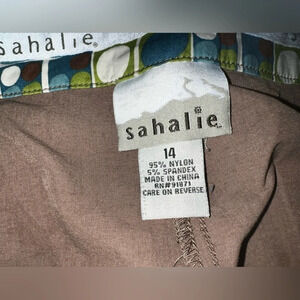 sahalie
sahalie
14
95% NYLON
5% SPANDEX
MADE IN CHINA
RN#91871
CARE ON REVERSE